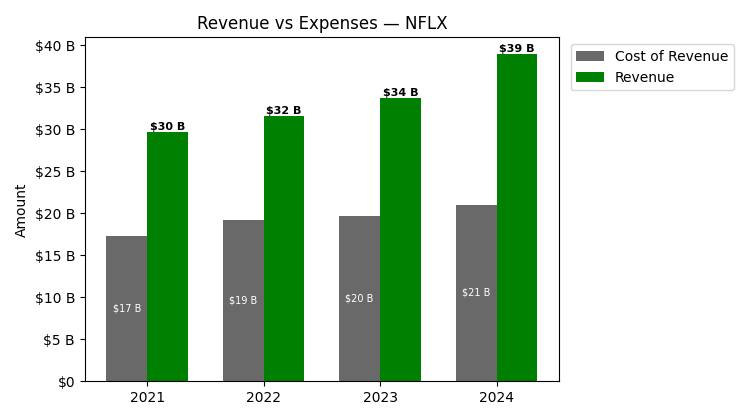 Revenue vs Expenses — NFLX
Cost of Revenue
Revenue
Amount
$40 B
$35 B
$30 B
$25 B
$20 B
$15 B
$10 B
$5 B
$0
$30 B
$32 B
$34 B
$39 B
$17 B
$19 B
$20 B
$21 B
2021
2022
2023
2024